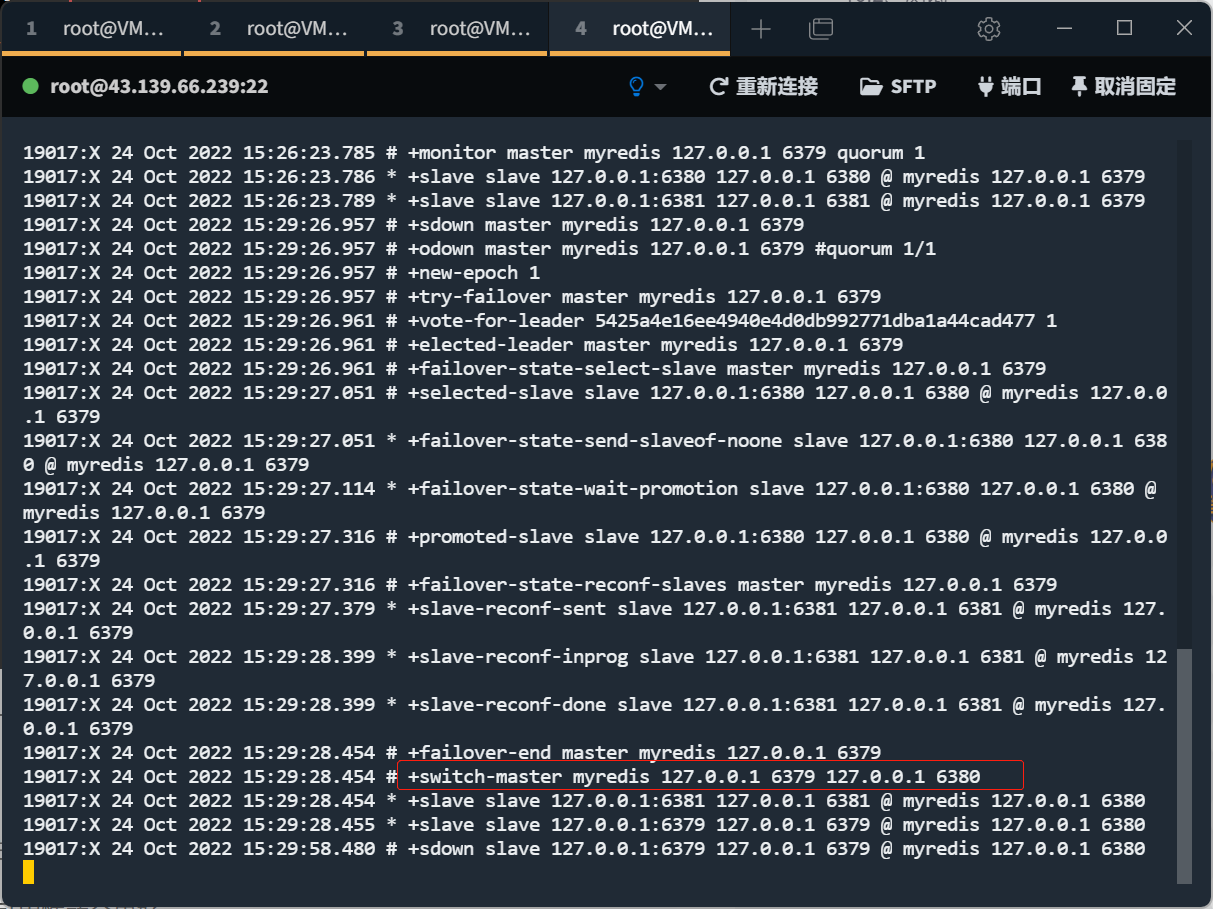 1 root@VM... 2 root@VM... 3 root@VM... 4 root@VM...
root@43.139.66.239:22 重新连接 SFTP 端口 取消固定
19017:X 24 Oct 2022 15:26:23.785 # +monitor master myredis 127.0.0.1 6379 quorum 1
19017:X 24 Oct 2022 15:26:23.786 * +slave slave 127.0.0.1:6380 127.0.0.1 6380 @ myredis 127.0.0.1 6379
19017:X 24 Oct 2022 15:26:23.789 * +slave slave 127.0.0.1:6381 127.0.0.1 6381 @ myredis 127.0.0.1 6379
19017:X 24 Oct 2022 15:29:26.957 # +sdown master myredis 127.0.0.1 6379
19017:X 24 Oct 2022 15:29:26.957 # +odown master myredis 127.0.0.1 6379 #quorum 1/1
19017:X 24 Oct 2022 15:29:26.957 # +new-epoch 1
19017:X 24 Oct 2022 15:29:26.957 # +try-failover master myredis 127.0.0.1 6379
19017:X 24 Oct 2022 15:29:26.961 # +vote-for-leader 5425a4e16ee4940e4d0db992771dba1a44cad477 1
19017:X 24 Oct 2022 15:29:26.961 # +elected-leader master myredis 127.0.0.1 6379
19017:X 24 Oct 2022 15:29:26.961 # +failover-state-select-slave master myredis 127.0.0.1 6379
19017:X 24 Oct 2022 15:29:27.051 # +selected-slave slave 127.0.0.1:6380 127.0.0.1 6380 @ myredis 127.0.0
.1 6379
19017:X 24 Oct 2022 15:29:27.051 * +failover-state-send-slaveof-noone slave 127.0.0.1:6380 127.0.0.1 638
0 @ myredis 127.0.0.1 6379
19017:X 24 Oct 2022 15:29:27.114 * +failover-state-wait-promotion slave 127.0.0.1:6380 127.0.0.1 6380 @
myredis 127.0.0.1 6379
19017:X 24 Oct 2022 15:29:27.316 # +promoted-slave slave 127.0.0.1:6380 127.0.0.1 6380 @ myredis 127.0.0
.1 6379
19017:X 24 Oct 2022 15:29:27.316 # +failover-state-reconf-slaves master myredis 127.0.0.1 6379
19017:X 24 Oct 2022 15:29:27.379 * +slave-reconf-sent slave 127.0.0.1:6381 127.0.0.1 6381 @ myredis 127.
0.0.1 6379
19017:X 24 Oct 2022 15:29:28.399 * +slave-reconf-inprog slave 127.0.0.1:6381 127.0.0.1 6381 @ myredis 12
7.0.0.1 6379
19017:X 24 Oct 2022 15:29:28.399 * +slave-reconf-done slave 127.0.0.1:6381 127.0.0.1 6381 @ myredis 127.
0.0.1 6379
19017:X 24 Oct 2022 15:29:28.454 # +failover-end master myredis 127.0.0.1 6379
19017:X 24 Oct 2022 15:29:28.454 # +switch-master myredis 127.0.0.1 6379 127.0.0.1 6380
19017:X 24 Oct 2022 15:29:28.454 * +slave slave 127.0.0.1:6381 127.0.0.1 6381 @ myredis 127.0.0.1 6380
19017:X 24 Oct 2022 15:29:28.455 * +slave slave 127.0.0.1:6379 127.0.0.1 6379 @ myredis 127.0.0.1 6380
19017:X 24 Oct 2022 15:29:58.480 # +sdown slave 127.0.0.1:6379 127.0.0.1 6379 @ myredis 127.0.0.1 6380